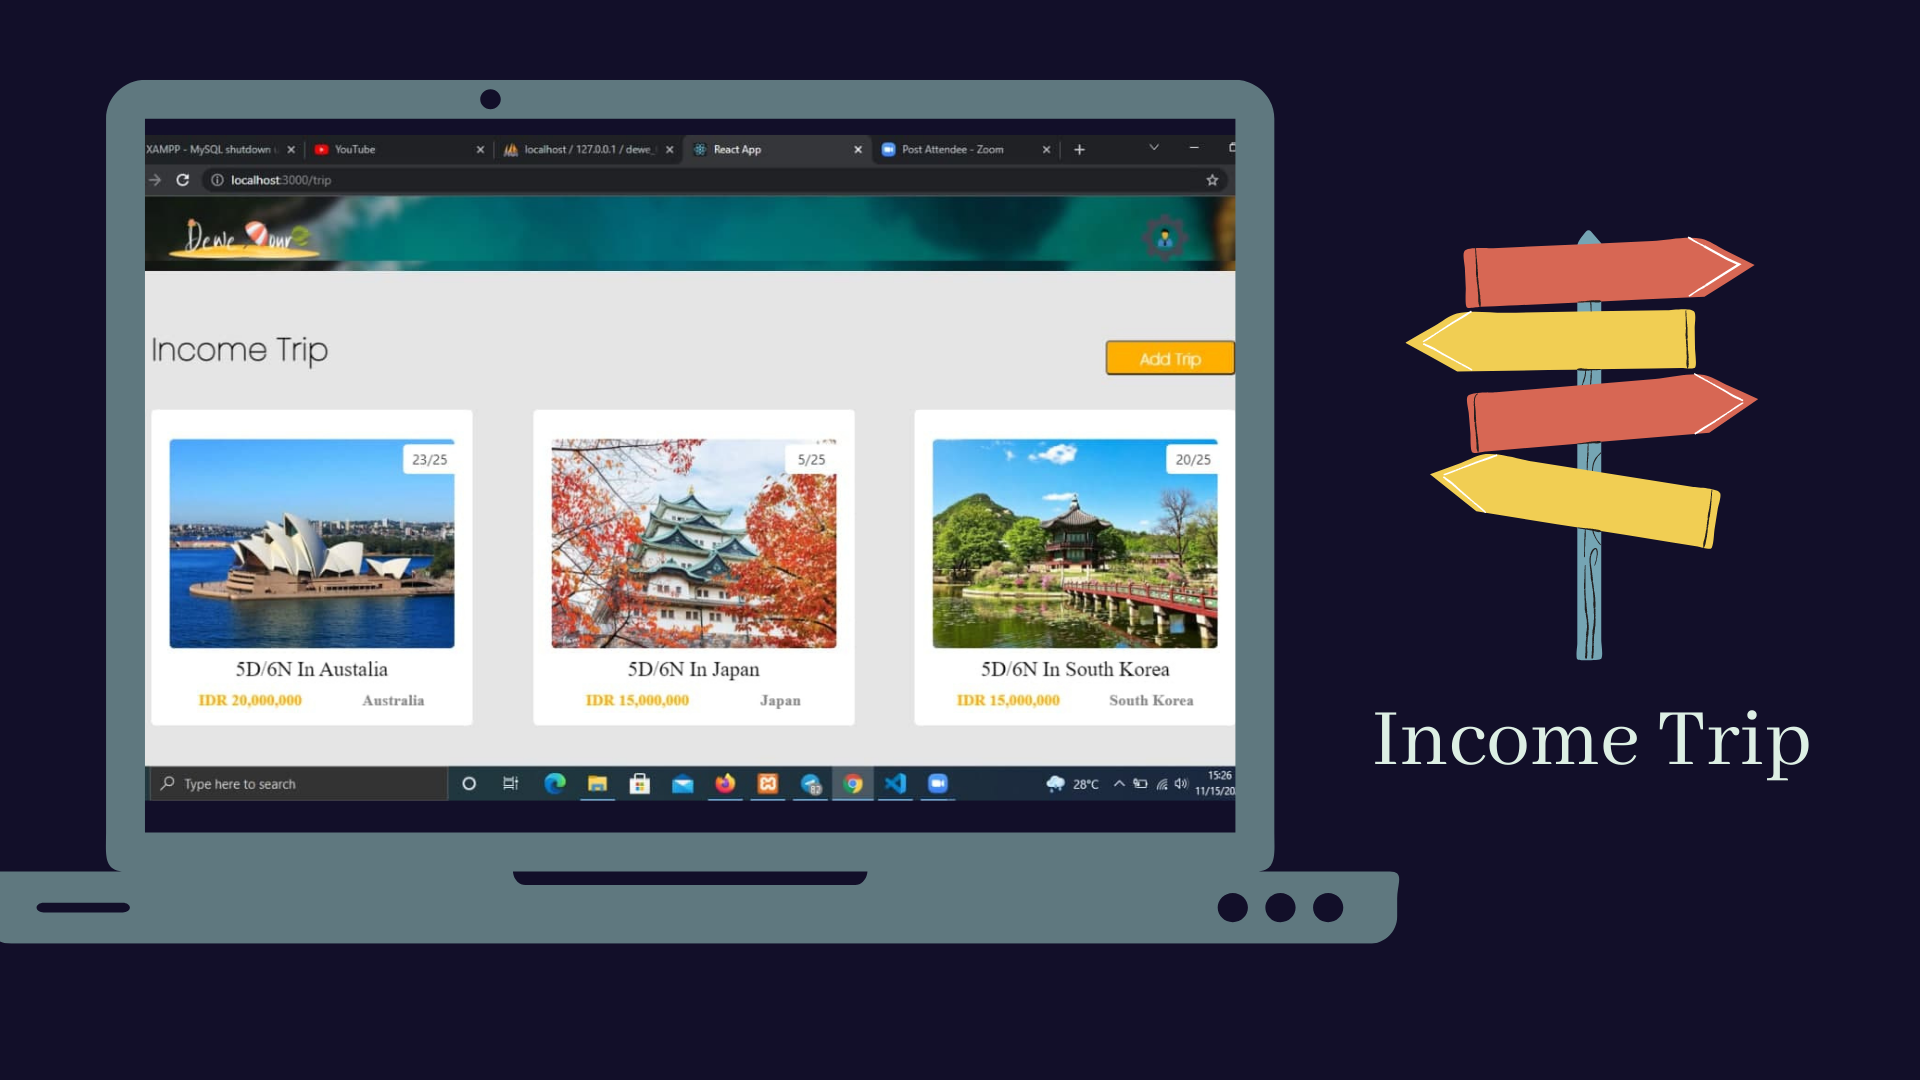 XAMPP - MySQL shutdown
YouTube
localhost / 127.0.0.1 / dewe_
React App
Post Attendee - Zoom
localhost:3000/trip
Dewe Tour
Income Trip
Add Trip
23/25
5/25
20/25
5D/6N In Austalia
5D/6N In Japan
5D/6N In South Korea
IDR 20,000,000 Australia
IDR 15,000,000 Japan
IDR 15,000,000 South Korea
Type here to search
82
28°C
15:26
11/15/20
Income Trip